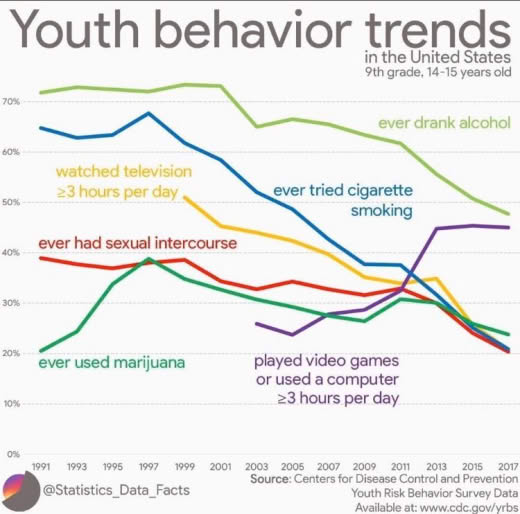 Youth behavior trends
in the United States
9th grade, 14-15 years old
70%
ever drank alcohol
60%
watched television
≥3 hours per day
ever tried cigarette
smoking
50%
ever had sexual intercourse
40%
30%
20%
ever used marijuana
played video games
or used a computer
≥3 hours per day
10%
0%
1991 1993 1995 1997 1999 2001 2003 2005 2007 2009 2011 2013 2015 2017
@Statistics_Data_Facts
Source: Centers for Disease Control and Prevention
Youth Risk Behavior Survey Data
Available at: www.cdc.gov/yrbs